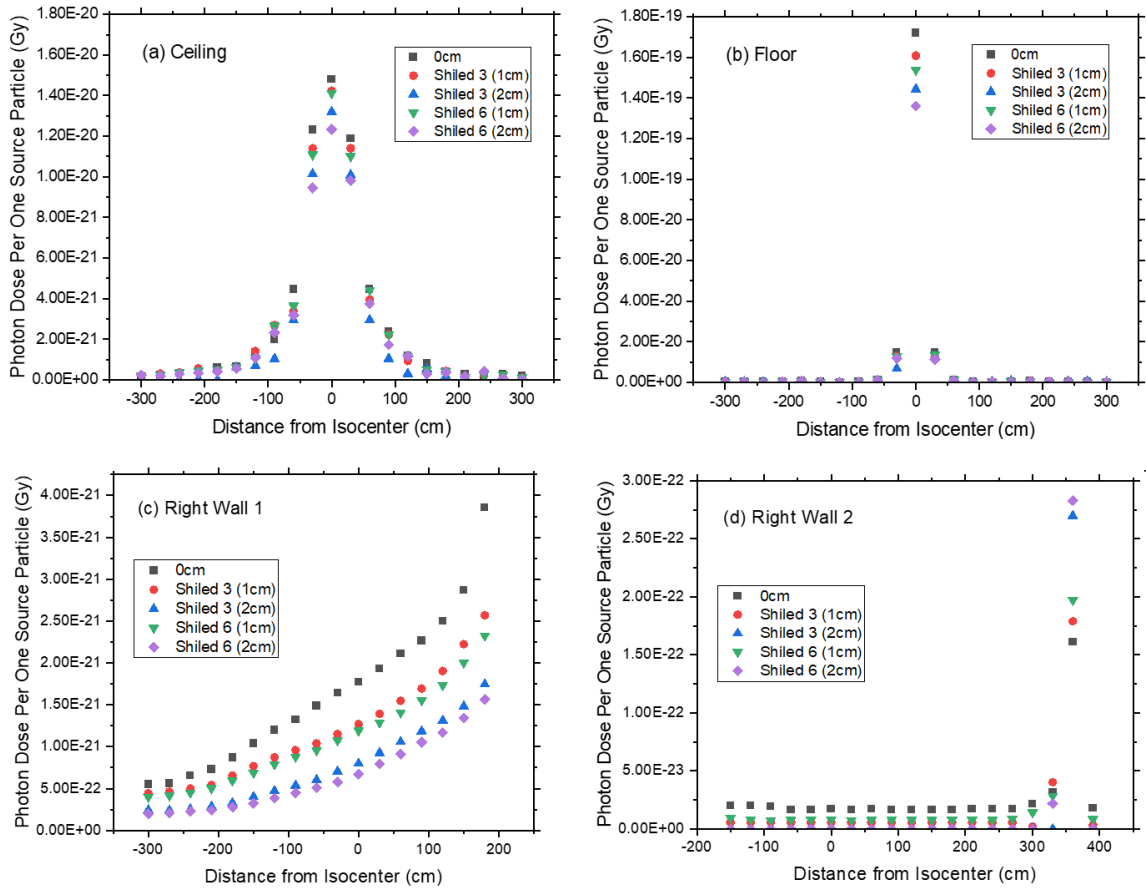 (a) Ceiling
Photon Dose Per One Source Particle (Gy)
1.80E-20
1.60E-20
1.40E-20
1.20E-20
1.00E-20
8.00E-21
6.00E-21
4.00E-21
2.00E-21
0.00E+00
0cm
Shiled 3 (1cm)
Shiled 3 (2cm)
Shiled 6 (1cm)
Shiled 6 (2cm)
-300 -200 -100 0 100 200 300
Distance from Isocenter (cm)
(b) Floor
Photon Dose Per One Source Particle (Gy)
1.80E-19
1.60E-19
1.40E-19
1.20E-19
1.00E-19
8.00E-20
6.00E-20
4.00E-20
2.00E-20
0.00E+00
0cm
Shiled 3 (1cm)
Shiled 3 (2cm)
Shiled 6 (1cm)
Shiled 6 (2cm)
-300 -200 -100 0 100 200 300
Distance from Isocenter (cm)
(c) Right Wall 1
Photon Dose Per One Source Particle (Gy)
4.00E-21
3.50E-21
3.00E-21
2.50E-21
2.00E-21
1.50E-21
1.00E-21
5.00E-22
0.00E+00
0cm
Shiled 3 (1cm)
Shiled 3 (2cm)
Shiled 6 (1cm)
Shiled 6 (2cm)
-300 -200 -100 0 100 200
Distance from Isocenter (cm)
(d) Right Wall 2
Photon Dose Per One Source Particle (Gy)
3.00E-22
2.50E-22
2.00E-22
1.50E-22
1.00E-22
5.00E-23
0.00E+00
0cm
Shiled 3 (1cm)
Shiled 3 (2cm)
Shiled 6 (1cm)
Shiled 6 (2cm)
-200 -100 0 100 200 300 400
Distance from Isocenter (cm)